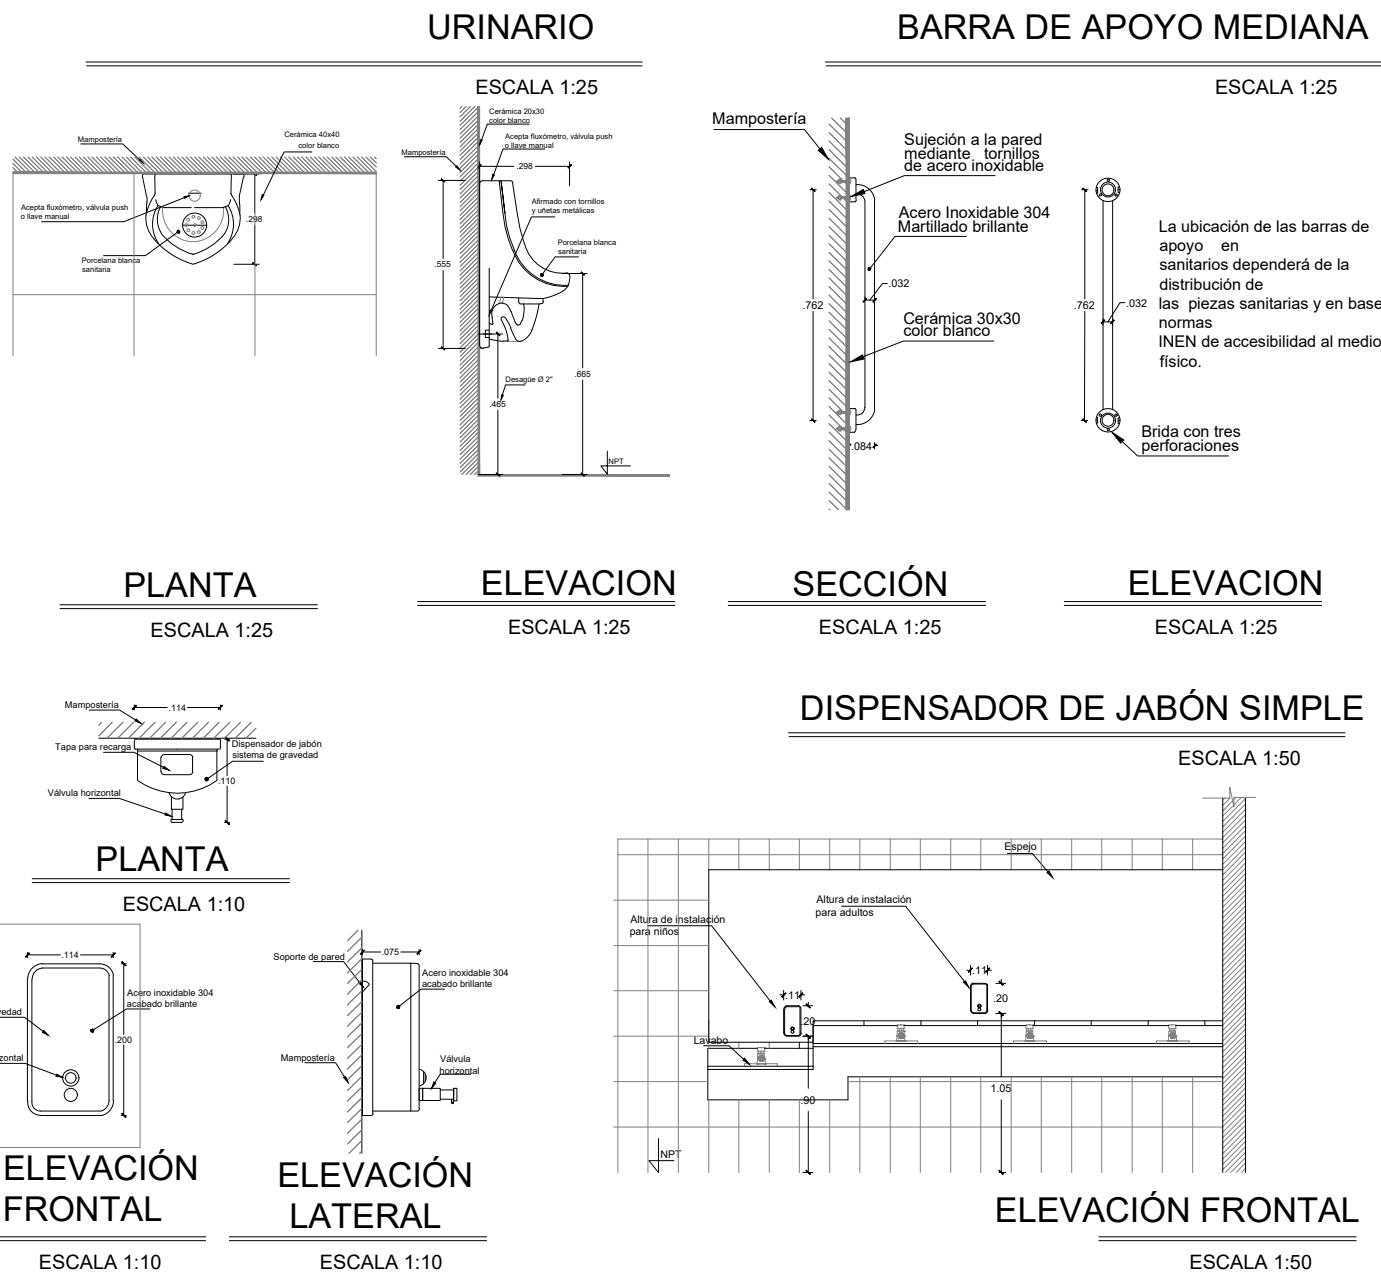 URINARIO
ESCALA 1:25
BARRA DE APOYO MEDIANA
ESCALA 1:25
Mampostería
Cerámica 40x40
color blanco
Acepta fluxómetro, válvula push
o llave manual
.298
Porcelana blanca
sanitaria
Cerámica 20x30
color blanco
Acepta fluxómetro, válvula push
o llave manual
Mampostería
.298
Afirmado con tornillos
y uñetas metálicas
Porcelana blanca
sanitaria
.555
Desagüe Ø 2"
.465
.665
NPT
Mampostería
Sujeción a la pared
mediante tornillos
de acero inoxidable
Acero Inoxidable 304
Martillado brillante
.032
.762
Cerámica 30x30
color blanco
.084
.762
.032
La ubicación de las barras de
apoyo en
sanitarios dependerá de la
distribución de
las piezas sanitarias y en base
normas
INEN de accesibilidad al medio
físico.
Brida con tres
perforaciones
PLANTA
ESCALA 1:25
ELEVACION
ESCALA 1:25
SECCIÓN
ESCALA 1:25
ELEVACION
ESCALA 1:25
Mampostería
.114
Tapa para recarga
Dispensador de jabón
sistema de gravedad
.110
Válvula horizontal
PLANTA
ESCALA 1:10
DISPENSADOR DE JABÓN SIMPLE
ESCALA 1:50
.114
Acero inoxidable 304
acabado brillante
vedad
.200
zontal
ELEVACIÓN
FRONTAL
ESCALA 1:10
Soporte de pared
.075
Acero inoxidable 304
acabado brillante
Mampostería
Válvula
horizontal
ELEVACIÓN
LATERAL
ESCALA 1:10
Espejo
Altura de instalación
para niños
Altura de instalación
para adultos
.11
.20
.11
.20
Lavabo
.90
1.05
NPT
ELEVACIÓN FRONTAL
ESCALA 1:50